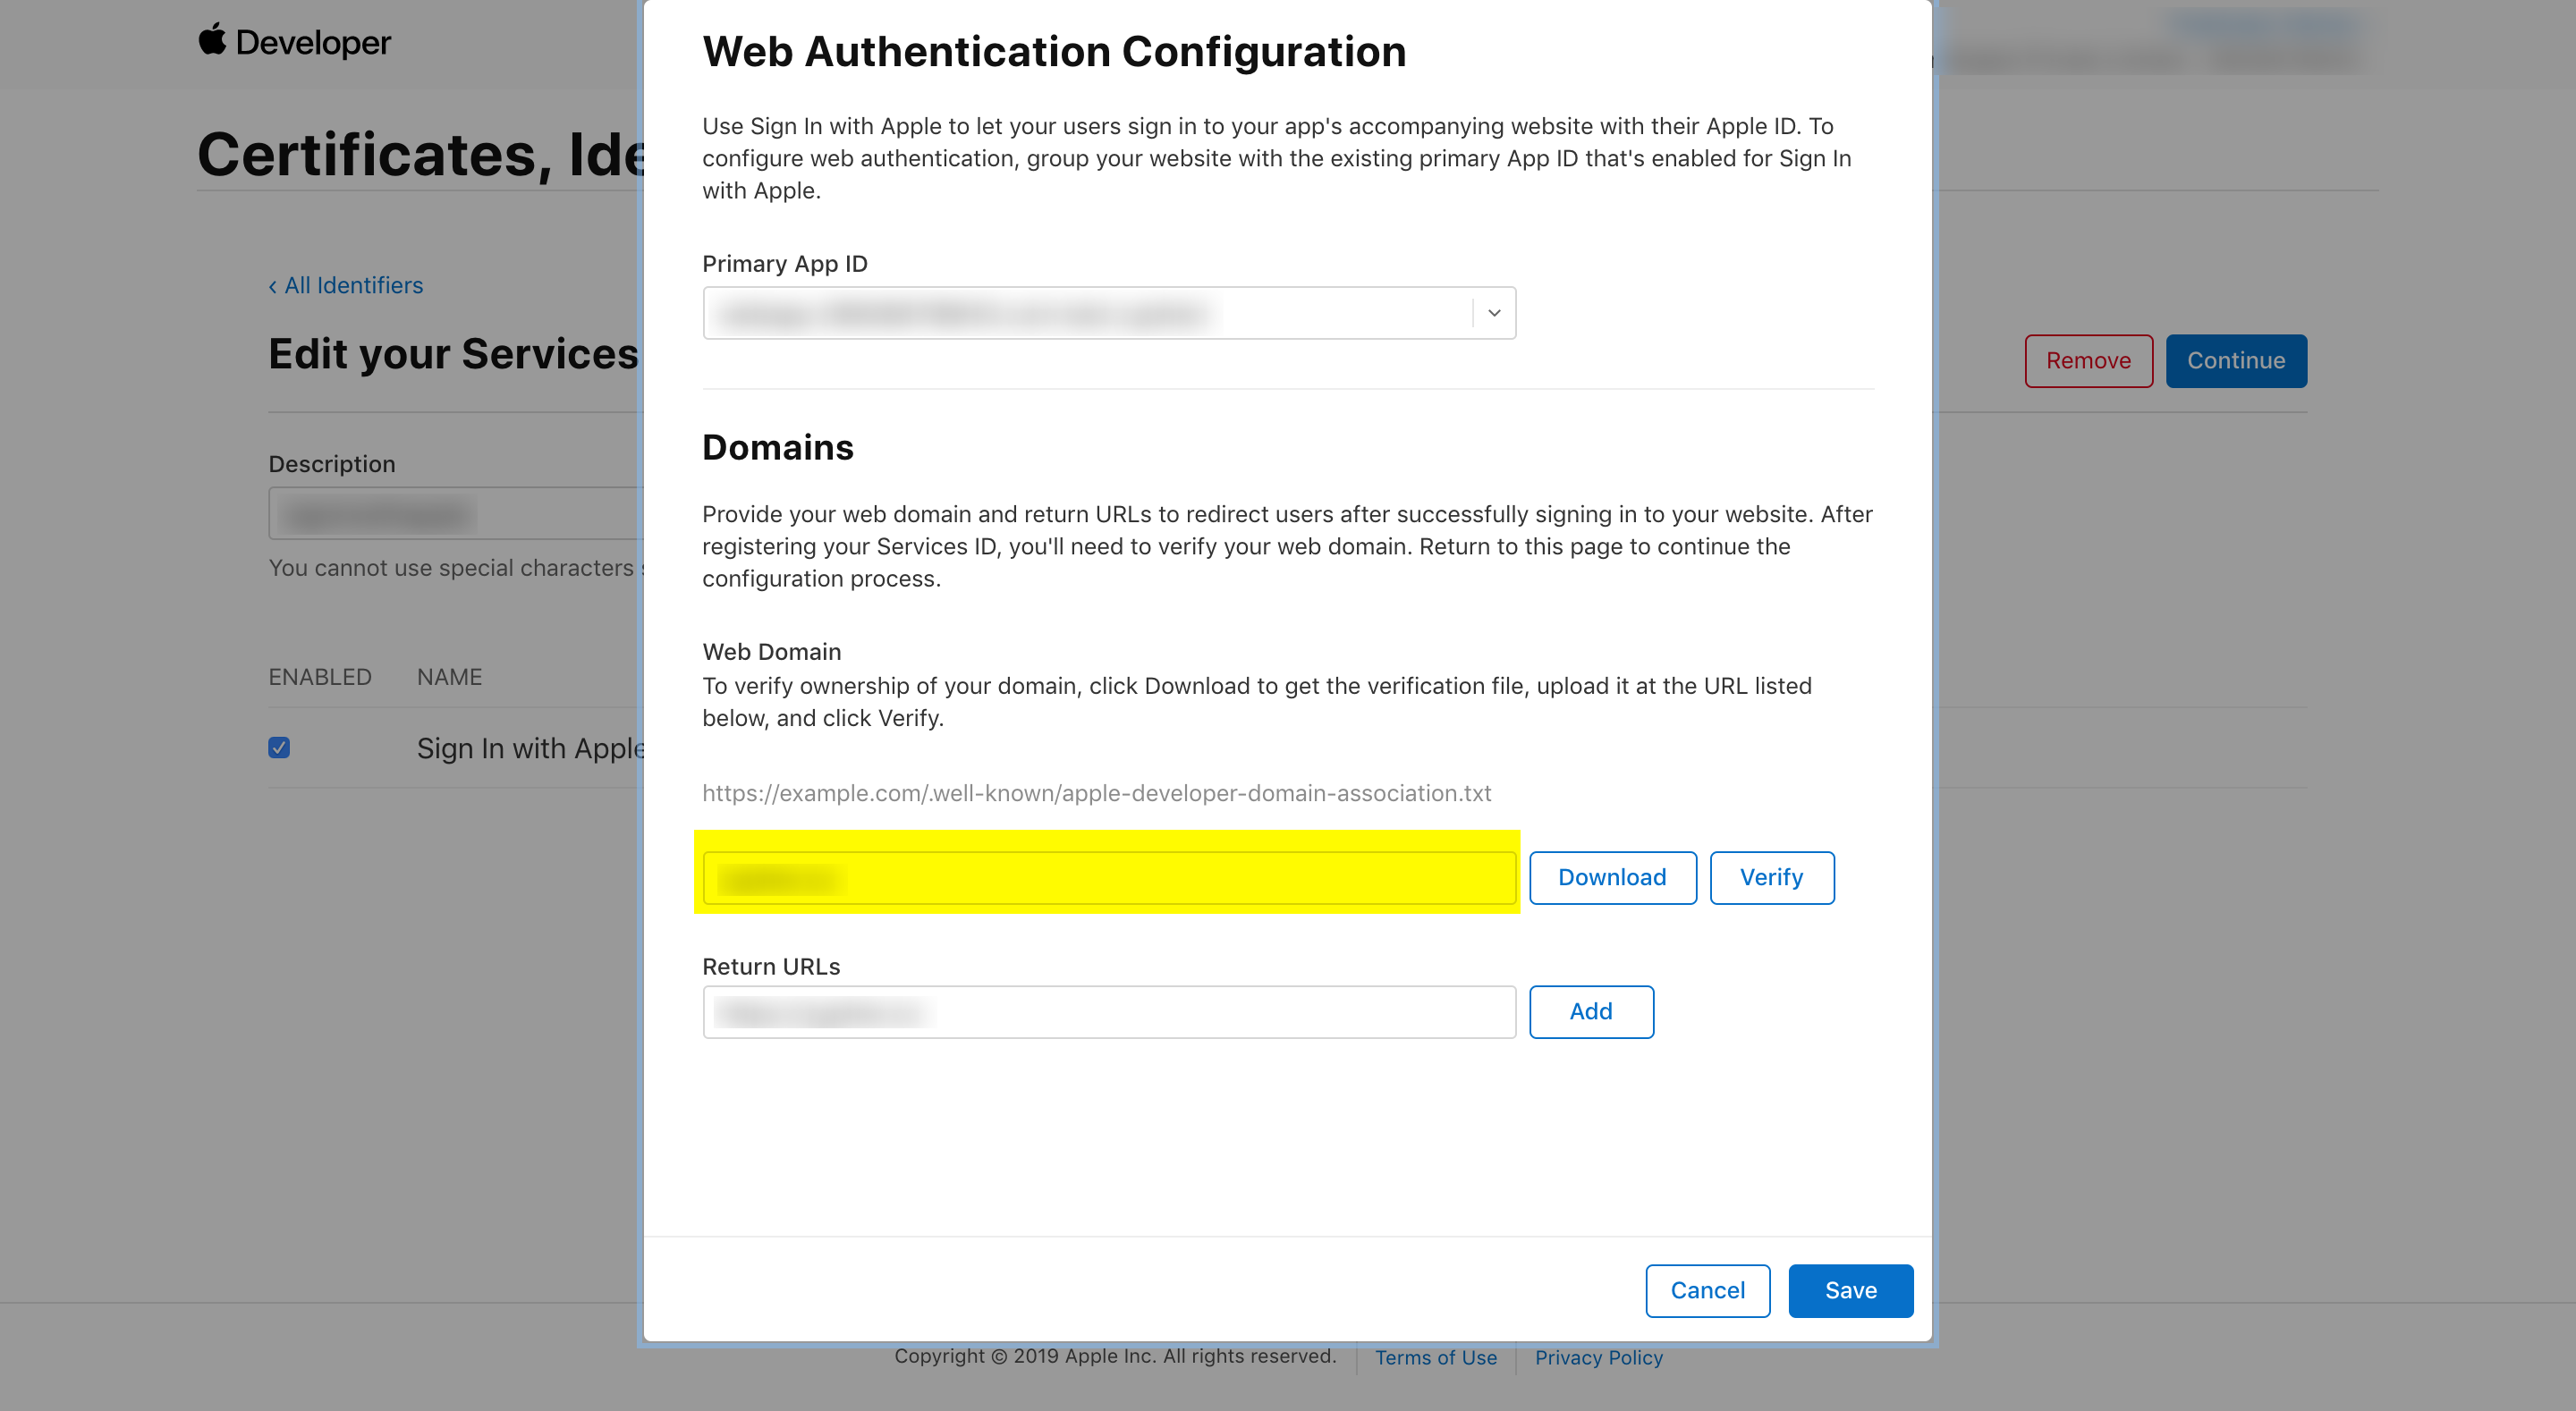 Developer
Certificates, Ide
‹ All Identifiers
Edit your Services
Remove
Continue
Description
You cannot use special characters
ENABLED
NAME
Sign In with Apple
Web Authentication Configuration
Use Sign In with Apple to let your users sign in to your app's accompanying website with their Apple ID. To
configure web authentication, group your website with the existing primary App ID that's enabled for Sign In
with Apple.
Primary App ID
Domains
Provide your web domain and return URLs to redirect users after successfully signing in to your website. After
registering your Services ID, you'll need to verify your web domain. Return to this page to continue the
configuration process.
Web Domain
To verify ownership of your domain, click Download to get the verification file, upload it at the URL listed
below, and click Verify.
https://example.com/.well-known/apple-developer-domain-association.txt
Download
Verify
Return URLs
Add
Cancel
Save
Copyright © 2019 Apple Inc. All rights reserved.
Terms of Use
Privacy Policy